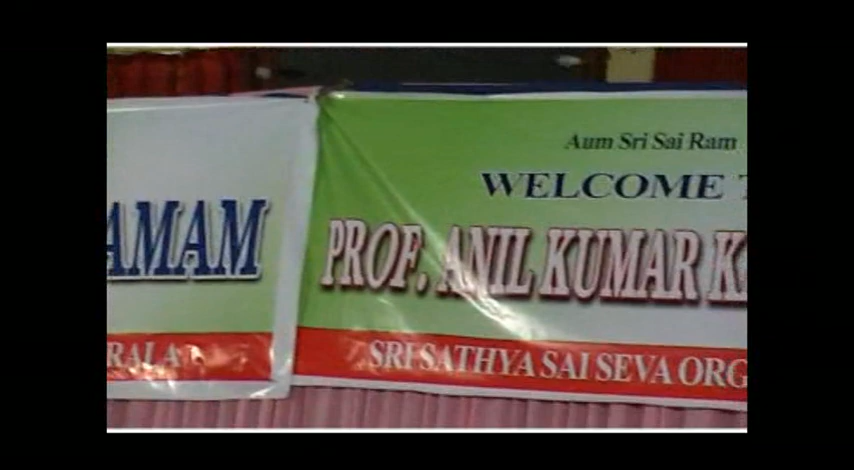 AMAM
RALA
Aum Sri Sai Ram
WELCOME
PROF. ANIL KUMAR K
SRI SATHYA SAI SEVA ORG